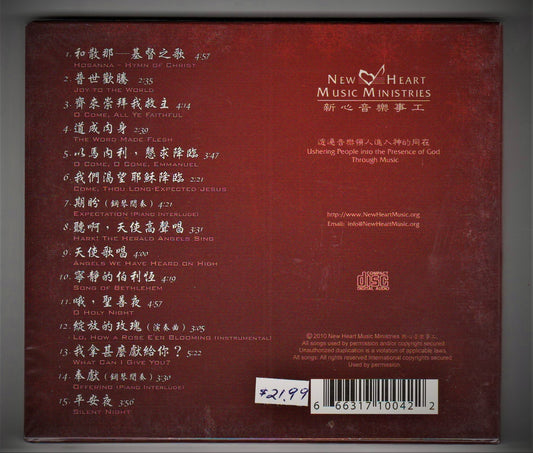 1. 和散那—基督之歌 4:57
Hosanna - Hymn of Christ
2. 普世歡騰 2:35
Joy to the World
3. 齊來崇拜我救主 4:14
O Come, All Ye Faithful
4. 道成肉身 2:39
The Word Made Flesh
5. 以馬內利，懇求降臨 3:47
O Come, O Come, Emmanuel
6. 我們渴望耶穌降臨 2:21
Come, Thou Long-Expected Jesus
7. 期盼 (鋼琴間奏) 4:21
Expectation (Piano Interlude)
8. 聽啊，天使高聲唱 3:31
Hark! The Herald Angels Sing
9. 天使歌唱 4:00
Angels We Have Heard on High
10. 寧靜的伯利恆 4:19
Song of Bethlehem
11. 哦，聖善夜 4:57
O Holy Night
12. 綻放的玫瑰 (演奏曲) 3:05
Lo, How a Rose E'er Blooming (Instrumental)
13. 我拿甚麼獻給你? 5:22
What Can I Give You?
14. 奉獻 (鋼琴間奏) 3:30
Offering (Piano Interlude)
15. 平安夜 3:56
Silent Night
New Heart
Music Ministries
新心音樂事工
透過音樂領人進入神的同在
Ushering People into the Presence of God
Through Music
http://www.NewHeartMusic.org
Email: info@NewHeartMusic.org
COMPACT
disc
DIGITAL AUDIO
© 2010 New Heart Music Ministries 新心音樂事工
All songs used by permission and/or copyright secured.
Unauthorized duplication is a violation of applicable laws.
All songs: All rights reserved International copyrights secured
Used by permission.
$21.99
6 66317 10042 2